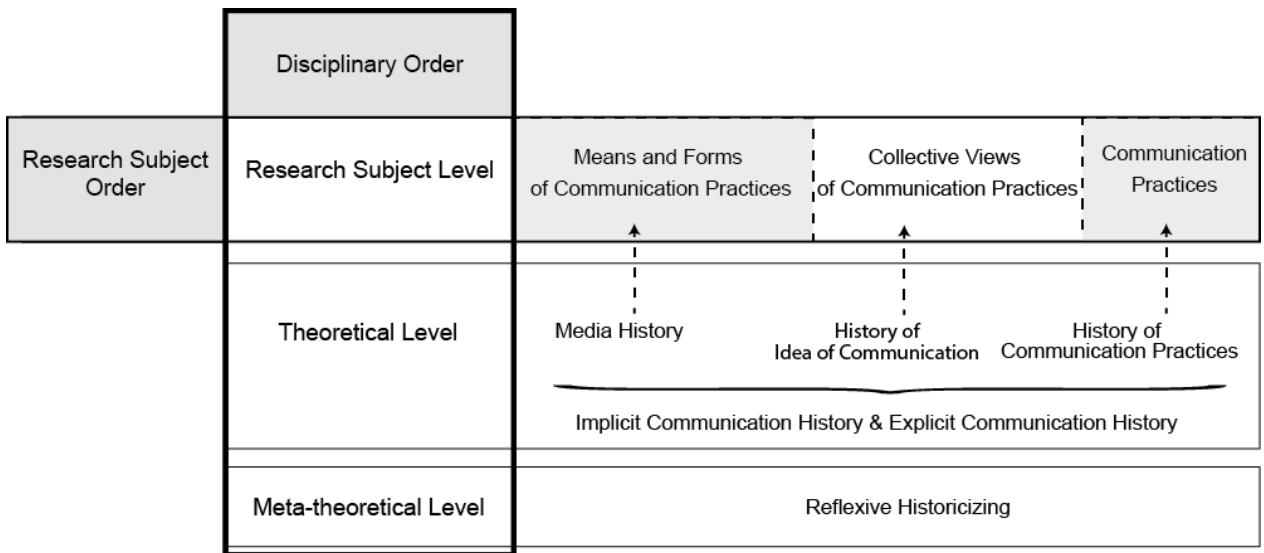 Disciplinary Order
Research Subject
Order
Research Subject Level
Means and Forms
of Communication Practices
Collective Views
of Communication Practices
Communication
Practices
Theoretical Level
Media History
History of
Idea of Communication
History of
Communication Practices
Implicit Communication History & Explicit Communication History
Meta-theoretical Level
Reflexive Historicizing